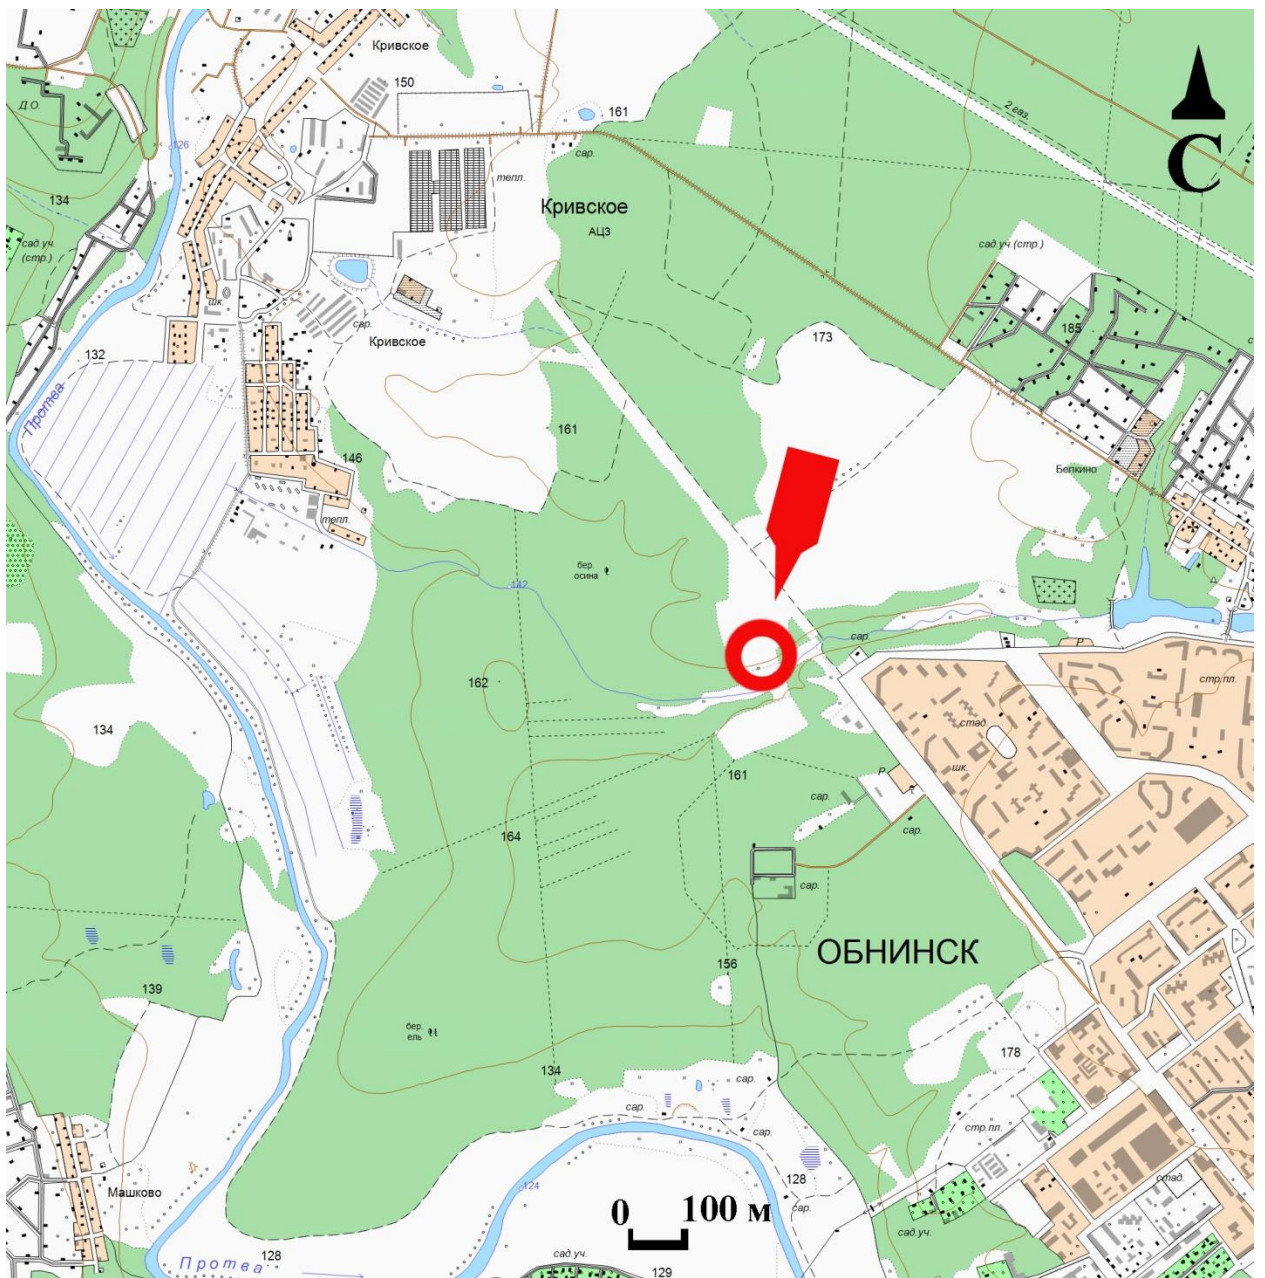 Кривское
150
161
2 газ.
Д.О.
126
сар.
тепл.
134
Кривское
АЦЗ
сад.уч.
(стр.)
сад.уч.(стр.)
С
шк.
сар.
Кривское
173
185
132
Протва
161
146
Белкино
тепл.
бер.
осина
142
сар.
Р
162
стр.пл.
134
стад.
161
шк.
Р
сар.
164
сар.
сар.
ОБНИНСК
156
139
бер.
ель
178
134
сар.
сар.
сар.
стр.пл.
128
124
Машково
0 100 м
стад.
сар.
сад.уч.
128
Протва
сад.уч.
129